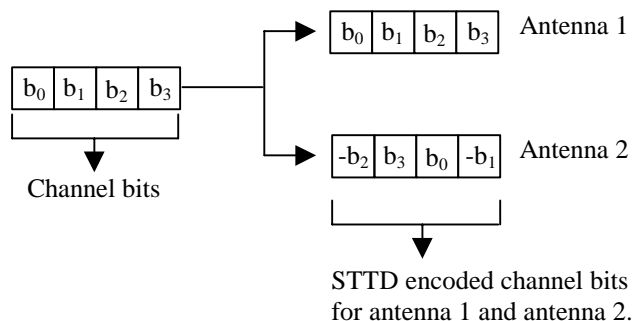 b₀ b₁ b₂ b₃ Antenna 1
b₀ b₁ b₂ b₃
-b₂ b₃ b₀ -b₁ Antenna 2
Channel bits
STTD encoded channel bits
for antenna 1 and antenna 2.